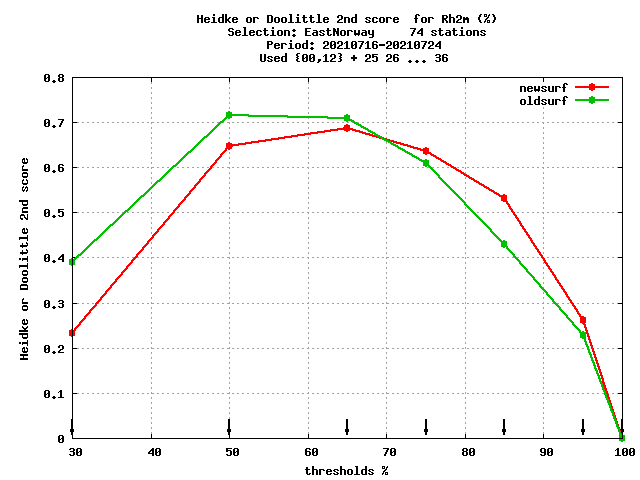 Heidke or Doolittle 2nd score  for Rh2m (%)
Selection: EastNorway     74 stations
Period: 20210716-20210724
Used {00,12} + 25 26 ... 36
newsurf
oldsurf
Heidke or Doolittle 2nd score
0.8
0.7
0.6
0.5
0.4
0.3
0.2
0.1
0
30 40 50 60 70 80 90 100
thresholds %